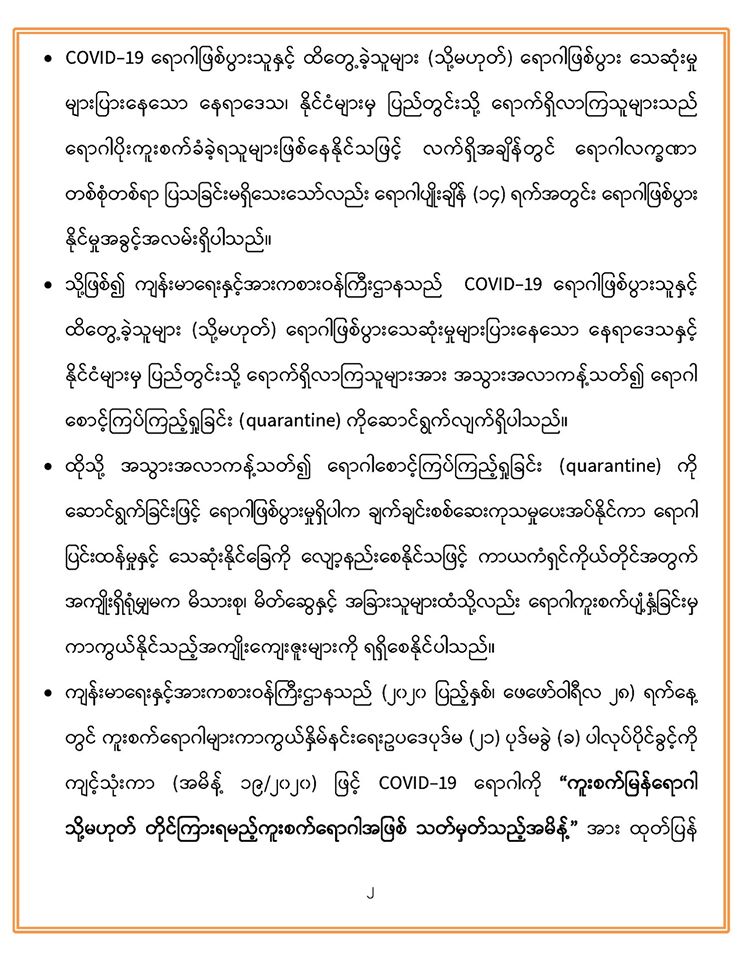 • COVID-19 ရောဂါဖြစ်ပွားသူနှင့် ထိတွေ့ခဲ့သူများ (သို့မဟုတ်) ရောဂါဖြစ်ပွား သေဆုံးမှု
များပြားနေသော နေရာဒေသ၊ နိုင်ငံများမှ ပြည်တွင်းသို့ ရောက်ရှိလာကြသူများသည်
ရောဂါပိုးကူးစက်ခံခဲ့ရသူများဖြစ်နေနိုင်သဖြင့် လက်ရှိအချိန်တွင် ရောဂါလက္ခဏာ
တစ်စုံတစ်ရာ ပြသခြင်းမရှိသေးသော်လည်း ရောဂါပျိုးချိန် (၁၄) ရက်အတွင်း ရောဂါဖြစ်ပွား
နိုင်မှုအခွင့်အလမ်းရှိပါသည်။
• သို့ဖြစ်၍ ကျန်းမာရေးနှင့်အားကစားဝန်ကြီးဌာနသည် COVID-19 ရောဂါဖြစ်ပွားသူနှင့်
ထိတွေ့ခဲ့သူများ (သို့မဟုတ်) ရောဂါဖြစ်ပွားသေဆုံးမှုများပြားနေသော နေရာဒေသနှင့်
နိုင်ငံများမှ ပြည်တွင်းသို့ ရောက်ရှိလာကြသူများအား အသွားအလာကန့်သတ်၍ ရောဂါ
စောင့်ကြပ်ကြည့်ရှုခြင်း (quarantine) ကိုဆောင်ရွက်လျက်ရှိပါသည်။
• ထိုသို့ အသွားအလာကန့်သတ်၍ ရောဂါစောင့်ကြပ်ကြည့်ရှုခြင်း (quarantine) ကို
ဆောင်ရွက်ခြင်းဖြင့် ရောဂါဖြစ်ပွားမှုရှိပါက ချက်ချင်းစစ်ဆေးကုသမှုပေးအပ်နိုင်ကာ ရောဂါ
ပြင်းထန်မှုနှင့် သေဆုံးနိုင်ခြေကို လျော့နည်းစေနိုင်သဖြင့် ကာယကံရှင်ကိုယ်တိုင်အတွက်
အကျိုးရှိရုံမျှမက မိသားစု၊ မိတ်ဆွေနှင့် အခြားသူများထံသို့လည်း ရောဂါကူးစက်ပျံ့နှံ့ခြင်းမှ
ကာကွယ်နိုင်သည့်အကျိုးကျေးဇူးများကို ရရှိစေနိုင်ပါသည်။
• ကျန်းမာရေးနှင့်အားကစားဝန်ကြီးဌာနသည် (၂၀၂၀ ပြည့်နှစ်၊ ဖေဖော်ဝါရီလ ၂၈) ရက်နေ့
တွင် ကူးစက်ရောဂါများကာကွယ်နှိမ်နင်းရေးဥပဒေပုဒ်မ (၂၁) ပုဒ်မခွဲ (ခ) ပါလုပ်ပိုင်ခွင့်ကို
ကျင့်သုံးကာ (အမိန့် ၁၉/၂၀၂၀) ဖြင့် COVID-19 ရောဂါကို “ကူးစက်မြန်ရောဂါ
သို့မဟုတ် တိုင်ကြားရမည့်ကူးစက်ရောဂါအဖြစ် သတ်မှတ်သည့်အမိန့်” အား ထုတ်ပြန်
၂